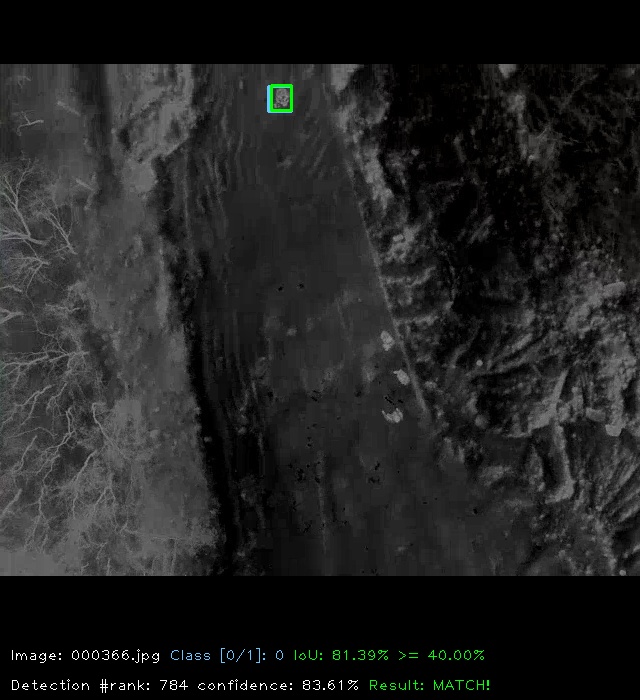 Image: 000366.jpg Class [0/1]: 0 IoU: 81.39% >= 40.00%
Detection #rank: 784 confidence: 83.61% Result: MATCH!